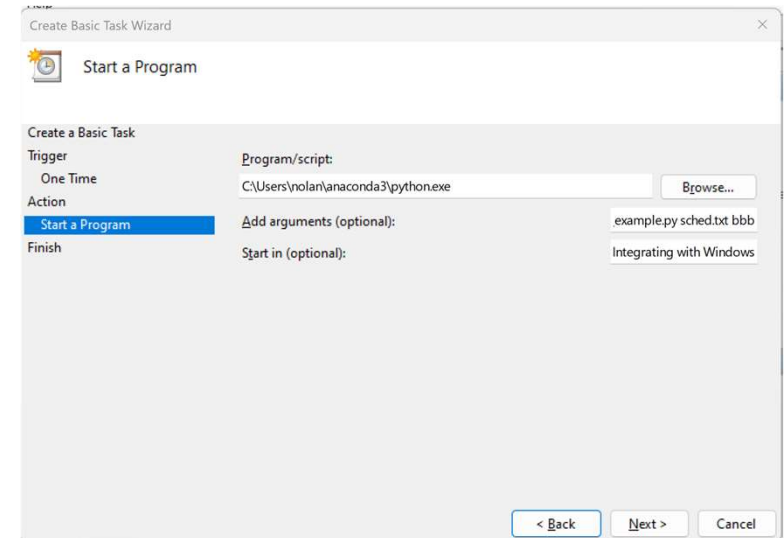 Help
Create Basic Task Wizard
Start a Program
Create a Basic Task
Trigger
One Time
Action
Start a Program
Finish
Program/script:
C:\Users\nolan\anaconda3\python.exe
Browse...
Add arguments (optional):
_example.py sched.txt bbb
Start in (optional):
Integrating with Windows
< Back
Next >
Cancel